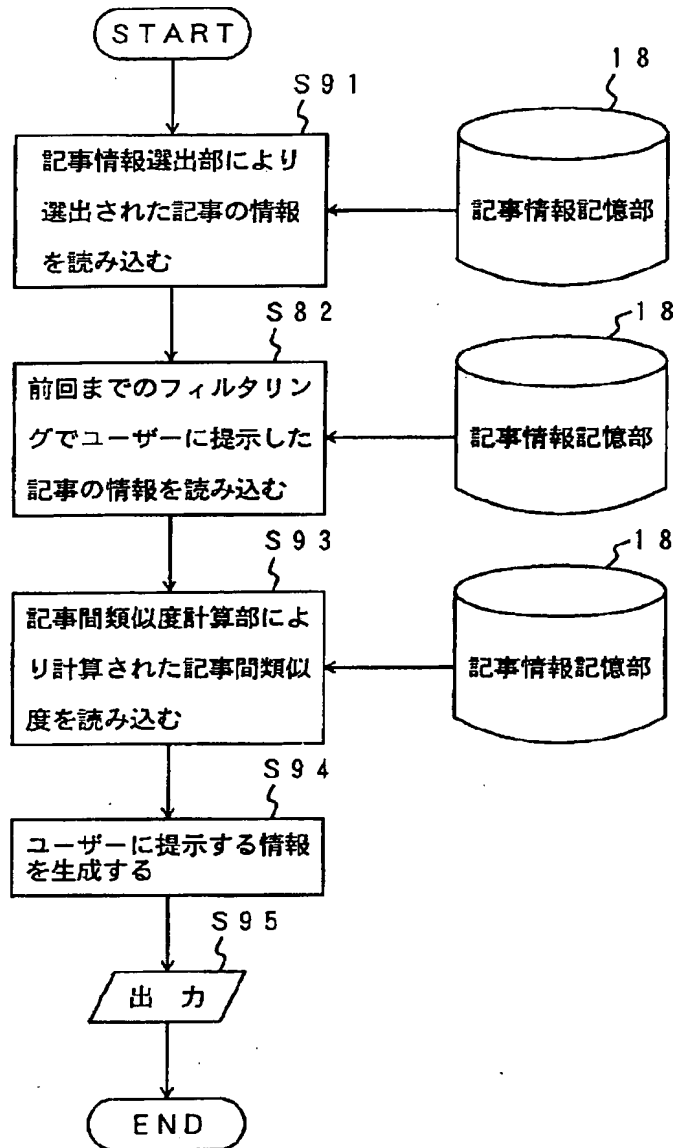 START
S91
18
記事情報選出部により
選出された記事の情報
を読み込む
記事情報記憶部
S82
18
前回までのフィルタリン
グでユーザーに提示した
記事の情報を読み込む
記事情報記憶部
S93
18
記事間類似度計算部によ
り計算された記事間類似
度を読み込む
記事情報記憶部
S94
ユーザーに提示する情報
を生成する
S95
出 力
END